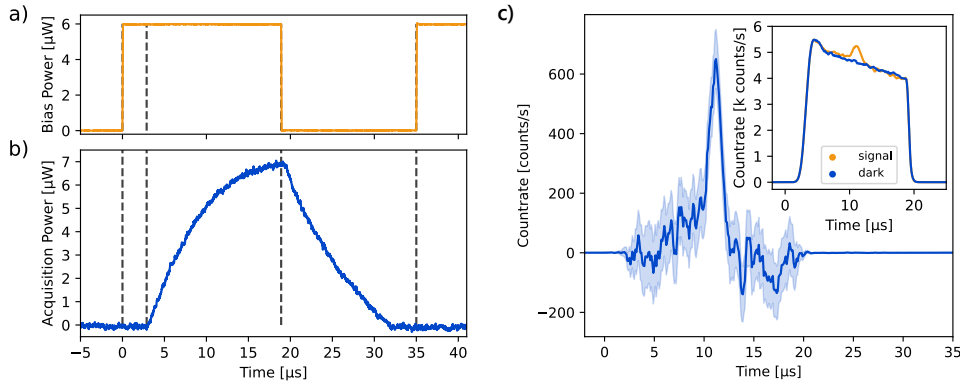 a)
Bias Power [µW]
6
4
2
0
b)
Acquisition Power [µW]
7
6
5
4
3
2
1
0
−5 0 5 10 15 20 25 30 35 40
Time [µs]
c)
Countrate [counts/s]
600
400
200
0
−200
0 5 10 15 20 25 30 35
Time [µs]
Countrate [k counts/s]
6
5
4
3
2
1
0
signal
dark
0 10 20
Time [µs]